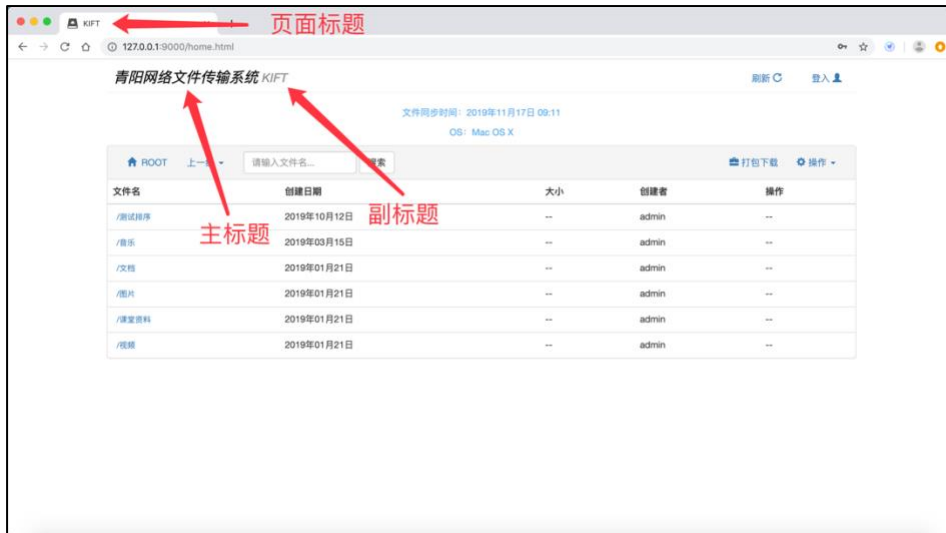 KIFT
页面标题
127.0.0.1:9000/home.html
青阳网络文件传输系统 KIFT
刷新
登入
文件同步时间：2019年11月17日 09:11
OS：Mac OS X
ROOT 上一 请输入文件名... 索 打包下载 操作
文件名 创建日期 大小 创建者 操作
/测试排序 2019年10月12日 -- admin --
主标题
副标题
/音乐 2019年03月15日 -- admin --
/文档 2019年01月21日 -- admin --
/图片 2019年01月21日 -- admin --
/课堂资料 2019年01月21日 -- admin --
/视频 2019年01月21日 -- admin --